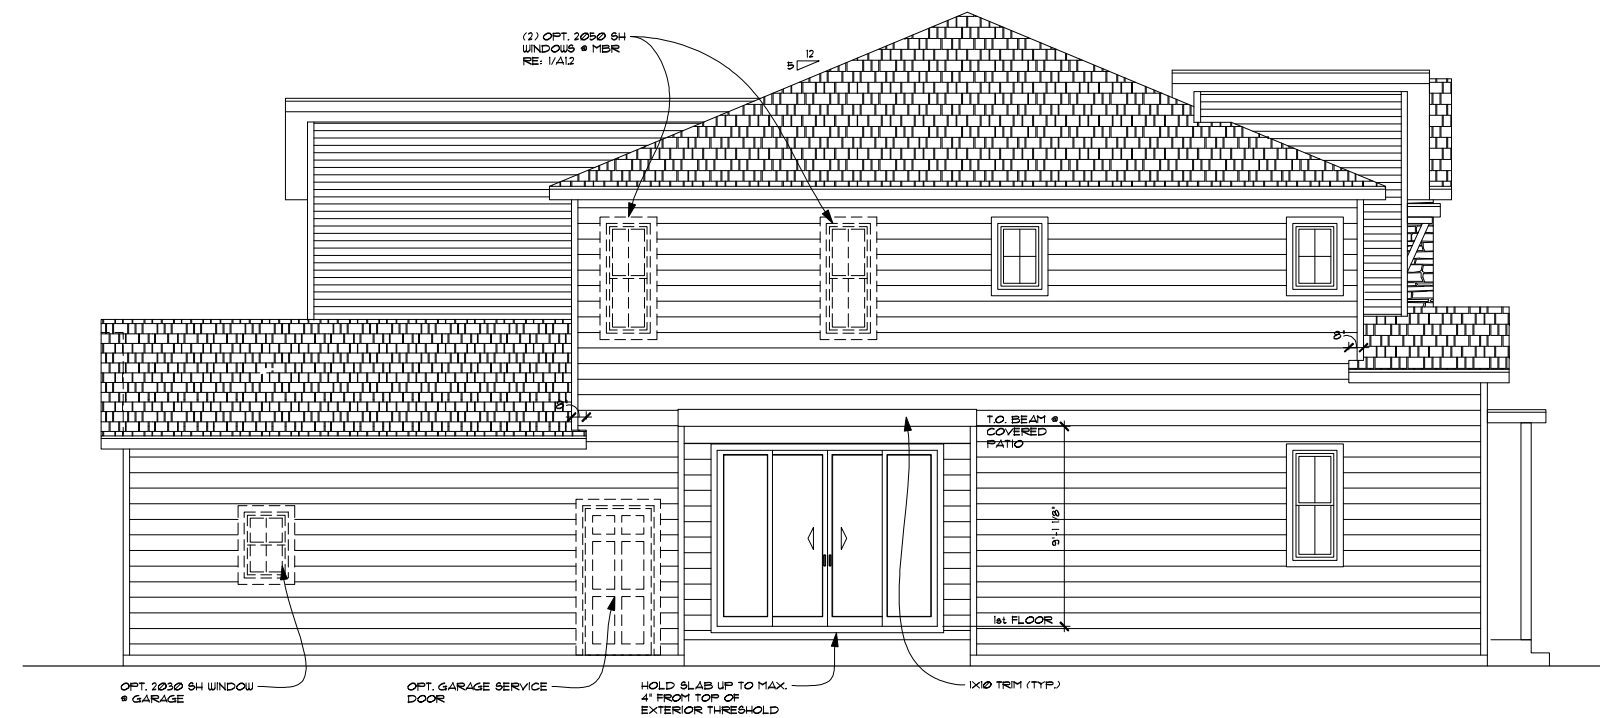 (2) OPT. 2050 SH
WINDOWS @ MBR
RE: 1/A1.2
12
5
8"
8"
T.O. BEAM @
COVERED
PATIO
9'-1 1/8"
1st FLOOR
OPT. 2030 SH WINDOW
@ GARAGE
OPT. GARAGE SERVICE
DOOR
HOLD SLAB UP TO MAX.
4" FROM TOP OF
EXTERIOR THRESHOLD
1X10 TRIM (TYP.)